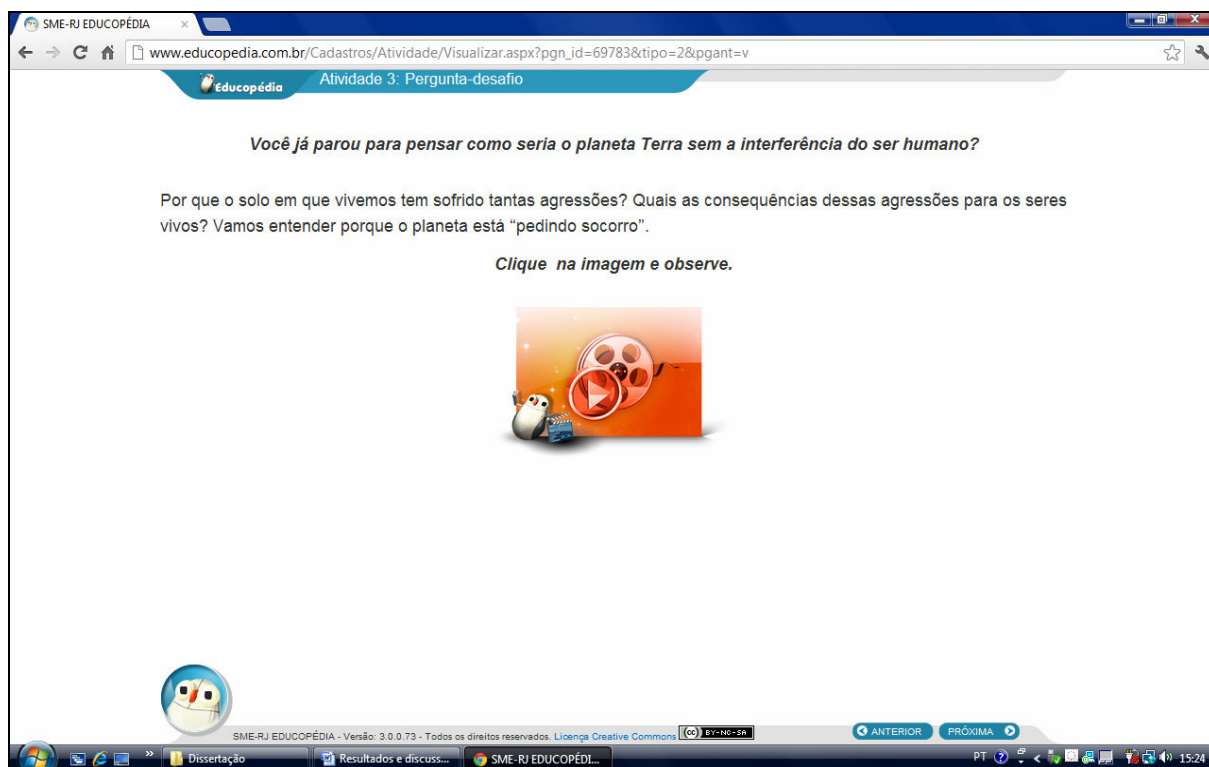 SME-RJ EDUCOPÉDIA
www.educopedia.com.br/Cadastros/Atividade/Visualizar.aspx?pgn_id=69783&tipo=2&pgant=v
Educopédia
Atividade 3: Pergunta-desafio
Você já parou para pensar como seria o planeta Terra sem a interferência do ser humano?
Por que o solo em que vivemos tem sofrido tantas agressões? Quais as consequências dessas agressões para os seres
vivos? Vamos entender porque o planeta está “pedindo socorro”.
Clique na imagem e observe.
SME-RJ EDUCOPÉDIA - Versão: 3.0.0.73 - Todos os direitos reservados. Licença Creative Commons (cc) BY-NC-SA
ANTERIOR
PRÓXIMA
Dissertação
Resultados e discuss...
SME-RJ EDUCOPÉDI...
PT
15:24